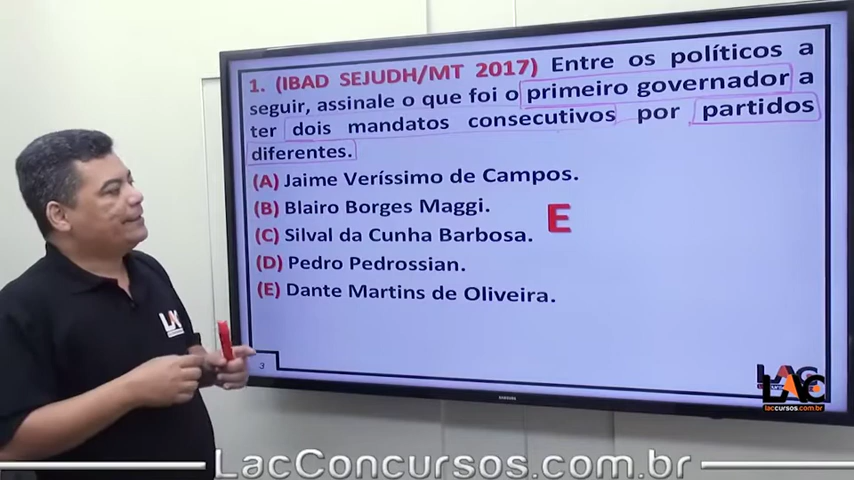 1. (IBAD SEJUDH/MT 2017) Entre os políticos a
seguir, assinale o que foi o primeiro governador a
ter dois mandatos consecutivos por partidos
diferentes.
(A) Jaime Veríssimo de Campos.
(B) Blairo Borges Maggi.
(C) Silval da Cunha Barbosa.
(D) Pedro Pedrossian.
(E) Dante Martins de Oliveira.
E
3
SAMSUNG
LAC
LAC
laccursos.com.br
LacConcursos.com.br